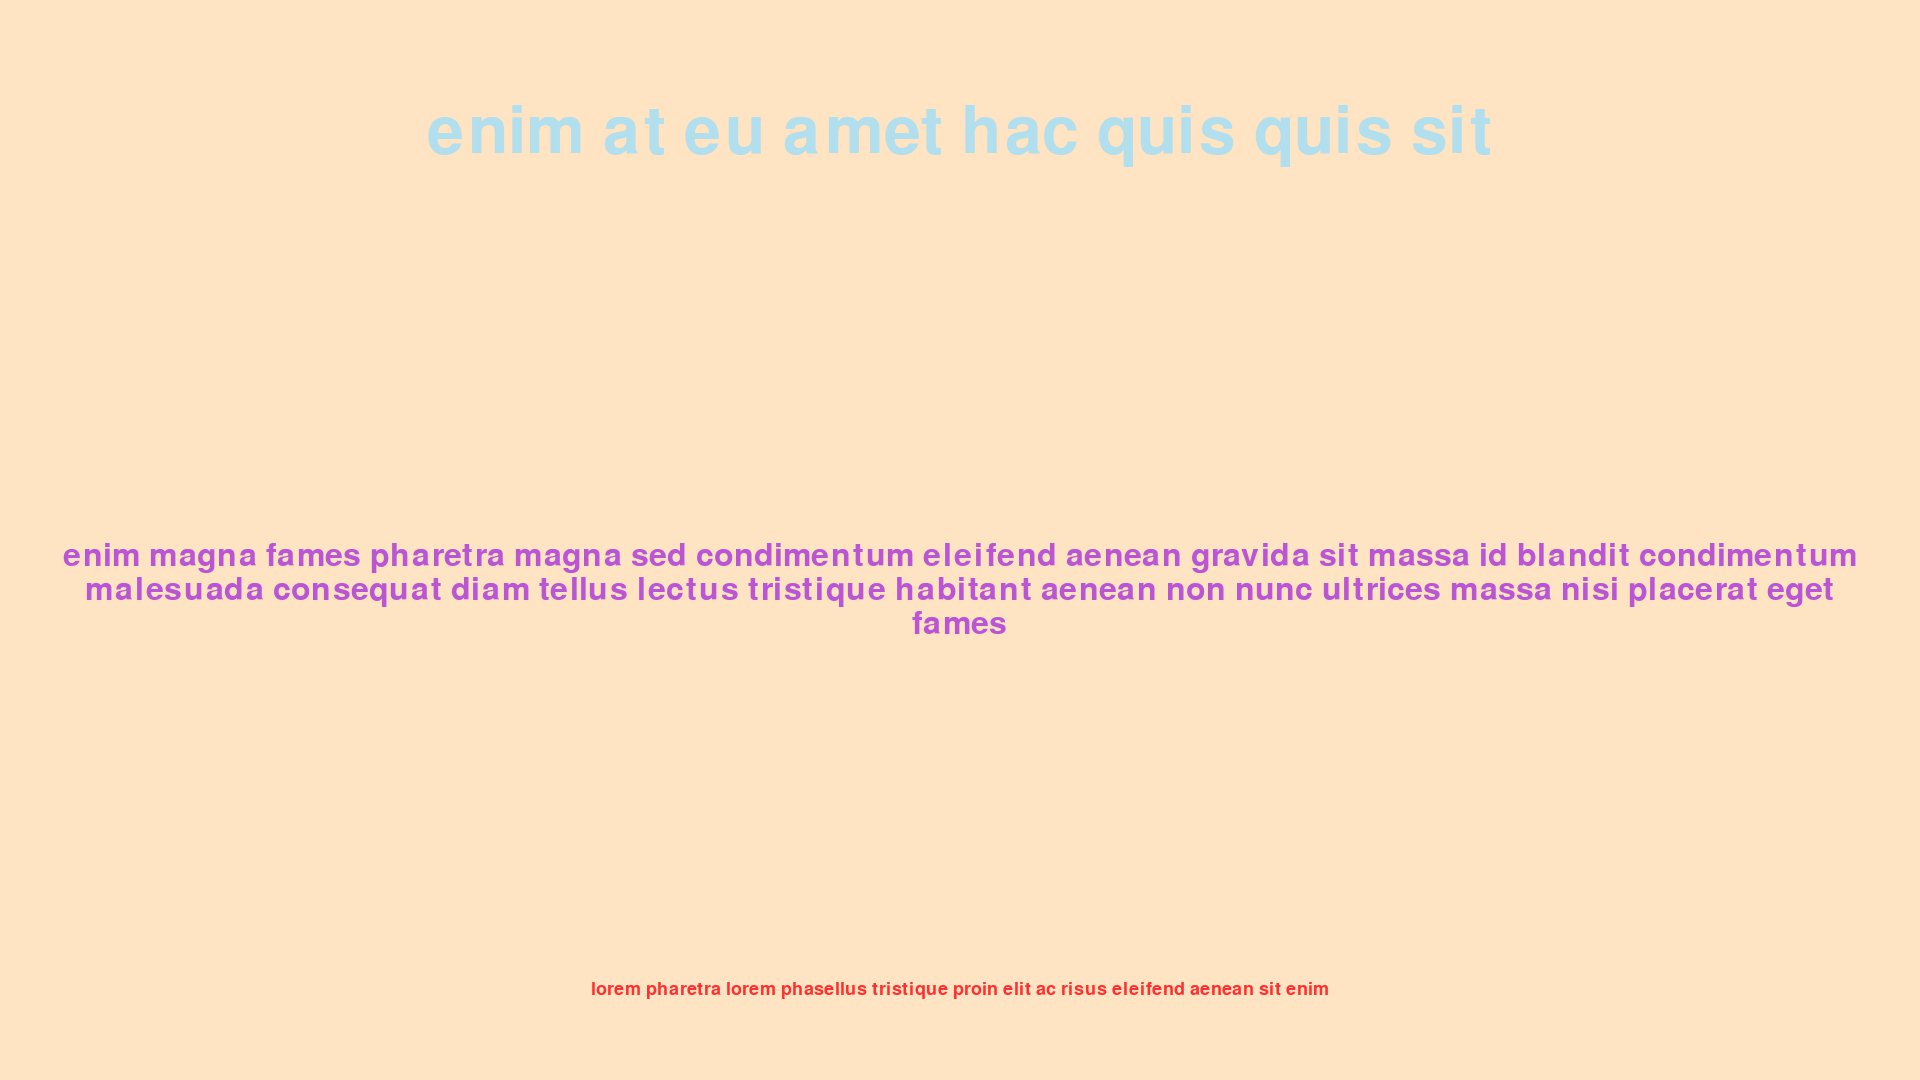 enim at eu amet hac quis quis sit
enim magna fames pharetra magna sed condimentum eleifend aenean gravida sit massa id blandit condimentum
malesuada consequat diam tellus lectus tristique habitant aenean non nunc ultrices massa nisi placerat eget
fames
lorem pharetra lorem phasellus tristique proin elit ac risus eleifend aenean sit enim